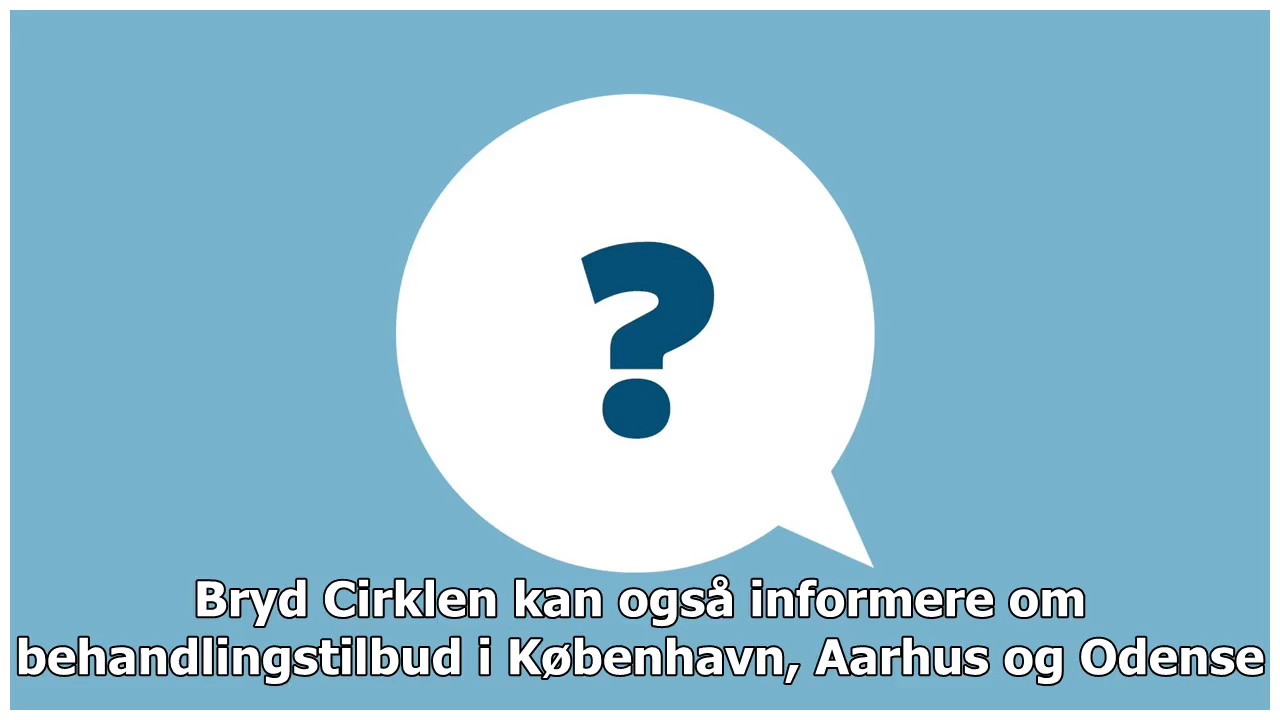 ?
Bryd Cirklen kan også informere om
behandlingstilbud i København, Aarhus og Odense